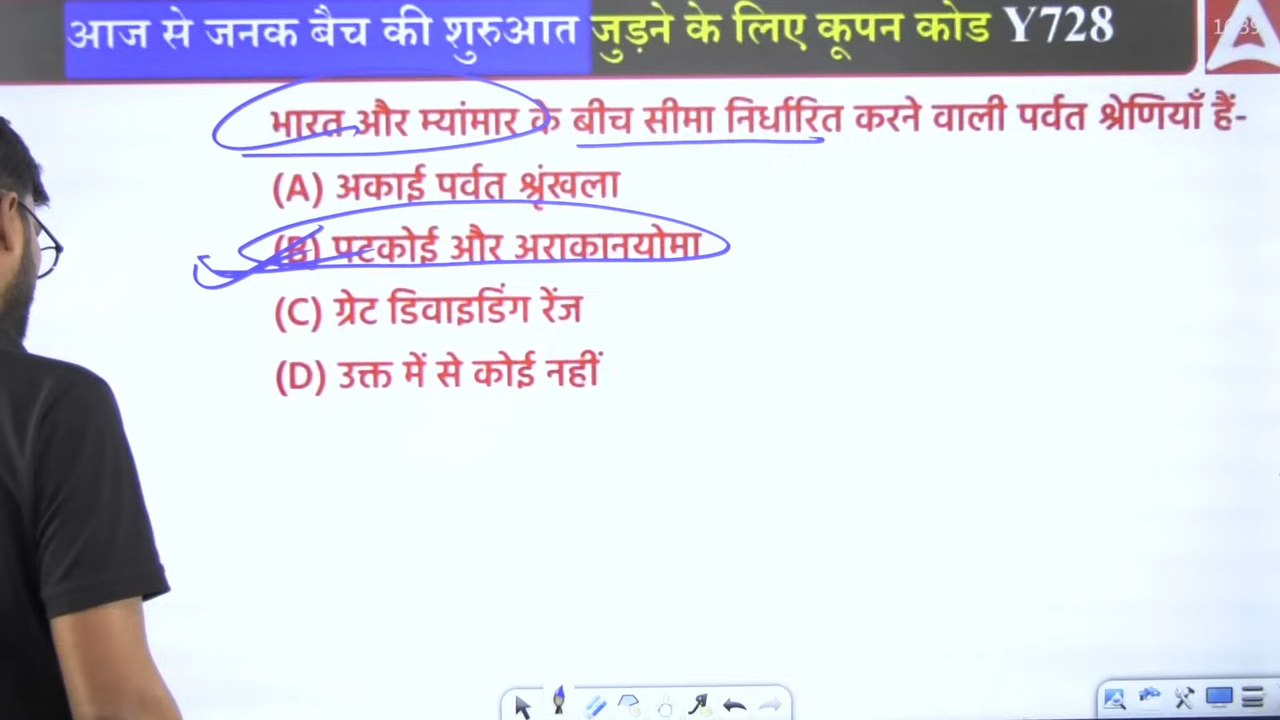 आज से जनक बैच की शुरुआत जुड़ने के लिए कूपन कोड Y728
भारत और म्यांमार के बीच सीमा निर्धारित करने वाली पर्वत श्रेणियाँ हैं-
(A) अकाई पर्वत श्रृंखला
(B) पटकोई और अराकानयोमा
(C) ग्रेट डिवाइडिंग रेंज
(D) उक्त में से कोई नहीं